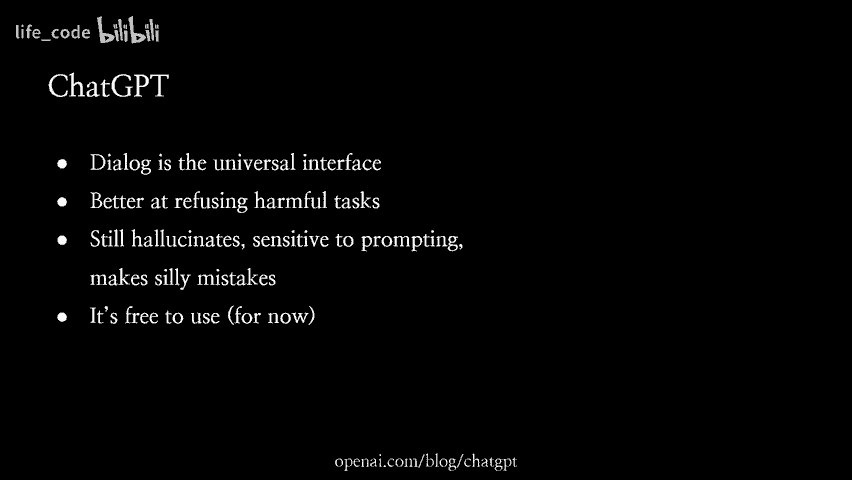 life_code bilibili
ChatGPT
● Dialog is the universal interface
● Better at refusing harmful tasks
● Still hallucinates, sensitive to prompting,
makes silly mistakes
● It’s free to use (for now)
openai.com/blog/chatgpt